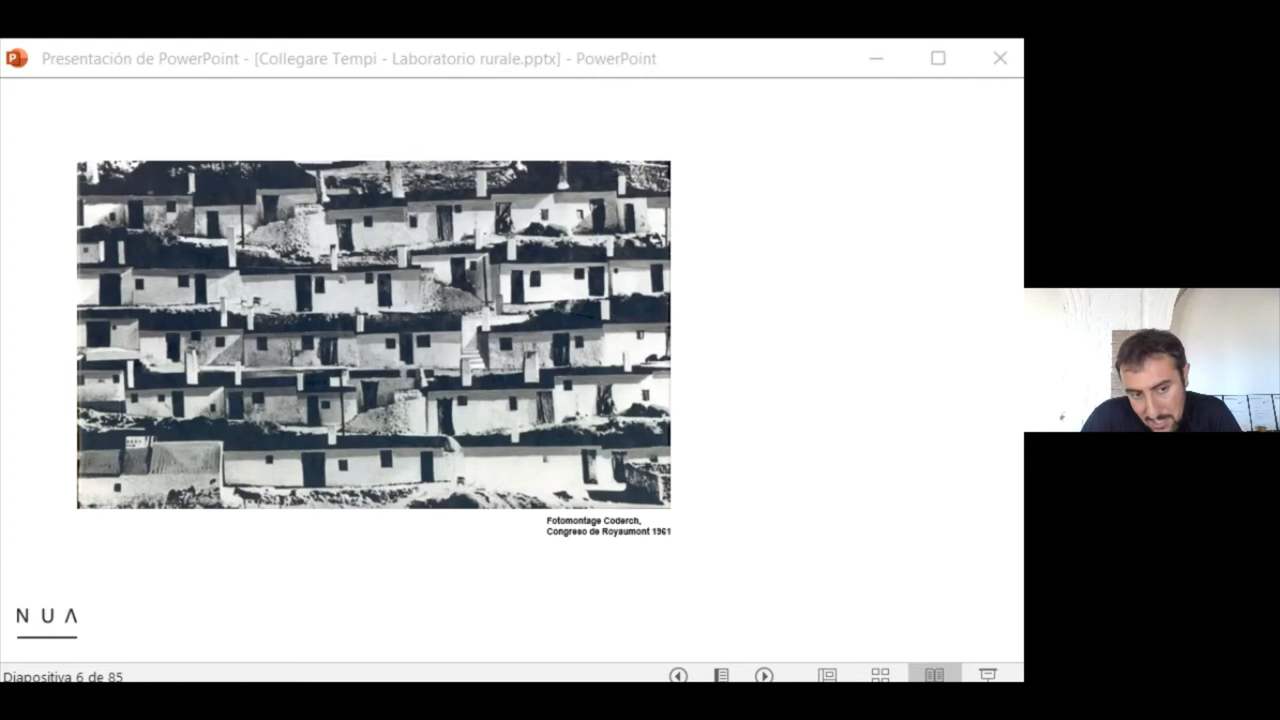 Presentación de PowerPoint - [Collegare Tempi - Laboratorio rurale.pptx] - PowerPoint
Fotomontage Coderch,
Congreso de Royaumont 1961
N U Λ
Diapositiva 6 de 85